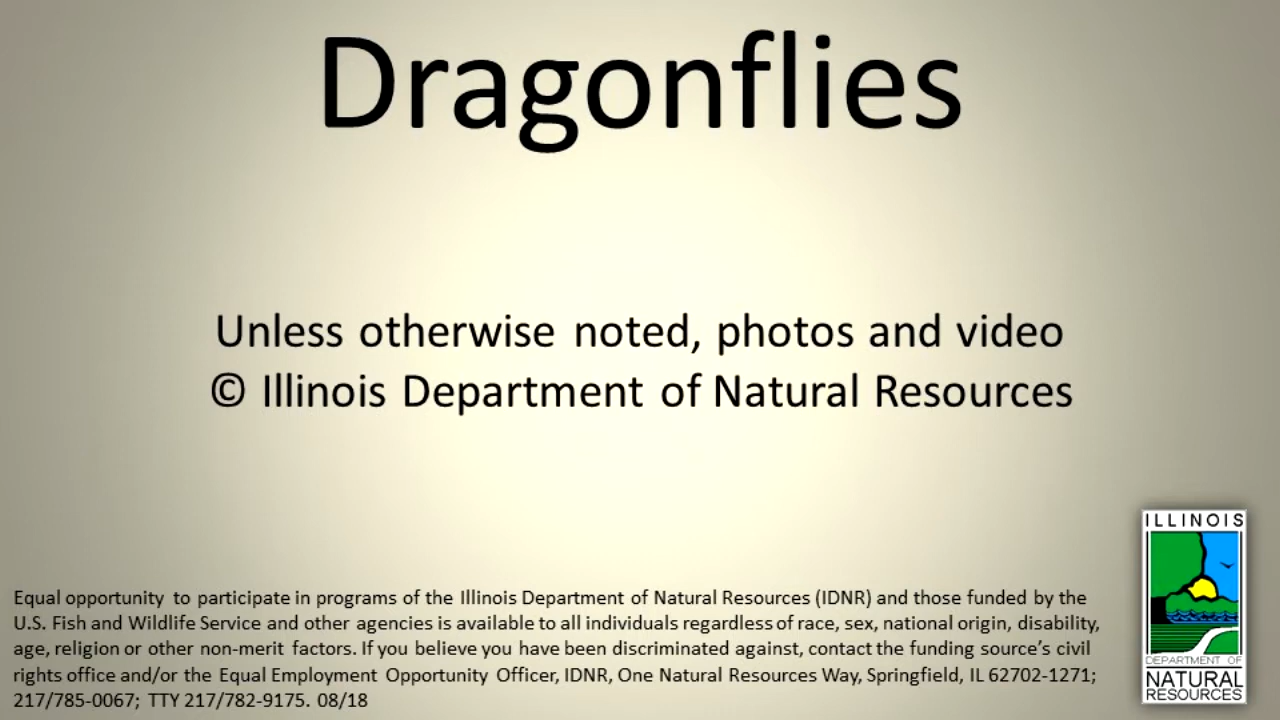 Dragonflies
Unless otherwise noted, photos and video
© Illinois Department of Natural Resources
ILLINOIS
DEPARTMENT OF
NATURAL
RESOURCES
Equal opportunity to participate in programs of the Illinois Department of Natural Resources (IDNR) and those funded by the
U.S. Fish and Wildlife Service and other agencies is available to all individuals regardless of race, sex, national origin, disability,
age, religion or other non-merit factors. If you believe you have been discriminated against, contact the funding source’s civil
rights office and/or the Equal Employment Opportunity Officer, IDNR, One Natural Resources Way, Springfield, IL 62702-1271;
217/785-0067; TTY 217/782-9175. 08/18